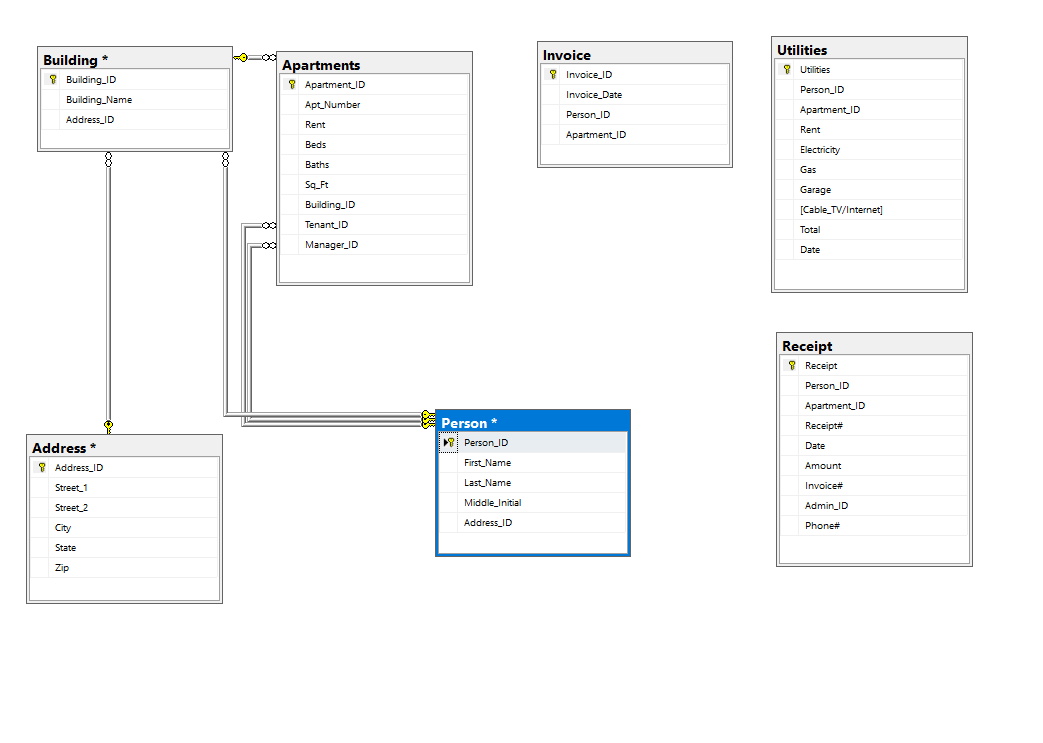 Building *
Building_ID
Building_Name
Address_ID
Apartments
Apartment_ID
Apt_Number
Rent
Beds
Baths
Sq_Ft
Building_ID
Tenant_ID
Manager_ID
Invoice
Invoice_ID
Invoice_Date
Person_ID
Apartment_ID
Utilities
Utilities
Person_ID
Apartment_ID
Rent
Electricity
Gas
Garage
[Cable_TV/Internet]
Total
Date
Address *
Address_ID
Street_1
Street_2
City
State
Zip
Person *
Person_ID
First_Name
Last_Name
Middle_Initial
Address_ID
Receipt
Receipt
Person_ID
Apartment_ID
Receipt#
Date
Amount
Invoice#
Admin_ID
Phone#